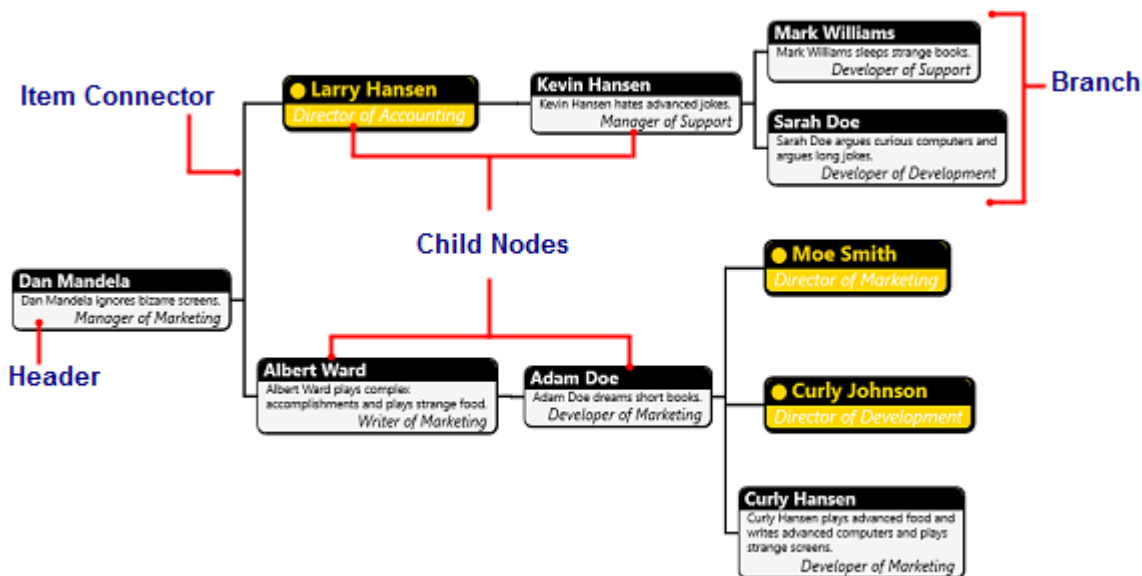 Mark Williams
Mark Williams sleeps strange books.
Developer of Support
Branch
Larry Hansen
Director of Accounting
Kevin Hansen
Kevin Hansen hates advanced jokes.
Manager of Support
Item Connector
Sarah Doe
Sarah Doe argues curious computers and
argues long jokes.
Developer of Development
Child Nodes
Moe Smith
Director of Marketing
Dan Mandela
Dan Mandela ignores bizarre screens.
Manager of Marketing
Header
Albert Ward
Albert Ward plays complex
accomplishments and plays strange food.
Writer of Marketing
Adam Doe
Adam Doe dreams short books.
Developer of Marketing
Curly Johnson
Director of Development
Curly Hansen
Curly Hansen plays advanced food and
writes advanced computers and plays
strange screens.
Developer of Marketing